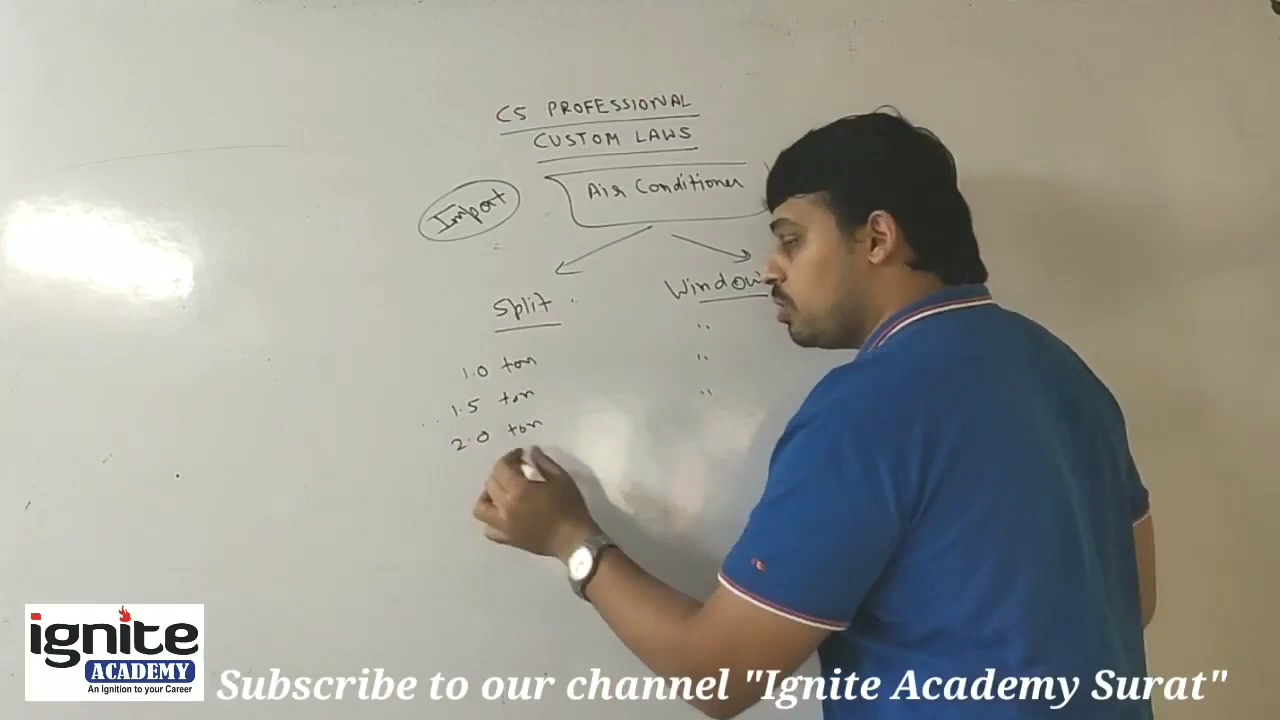 CS PROFESSIONAL
CUSTOM LAWS
Air Conditioner
Import
Split
Window
1.0 ton
"
1.5 ton
"
2.0 ton
"
ignite
ACADEMY
An Ignition to your Career
Subscribe to our channel "Ignite Academy Surat"